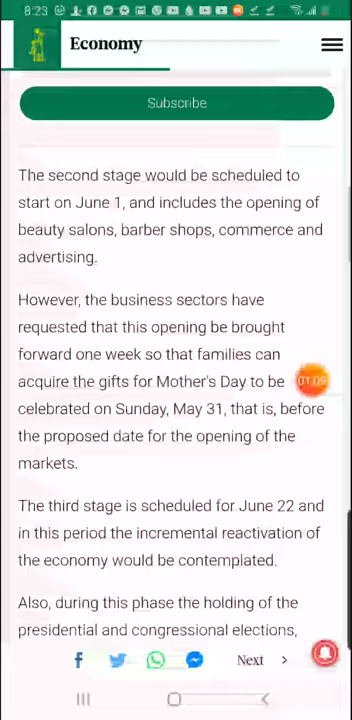 8:23
Economy
Subscribe
The second stage would be scheduled to
start on June 1, and includes the opening of
beauty salons, barber shops, commerce and
advertising.
However, the business sectors have
requested that this opening be brought
forward one week so that families can
acquire the gifts for Mother's Day to be
01:09
celebrated on Sunday, May 31, that is, before
the proposed date for the opening of the
markets.
The third stage is scheduled for June 22 and
in this period the incremental reactivation of
the economy would be contemplated.
Also, during this phase the holding of the
presidential and congressional elections,
Next